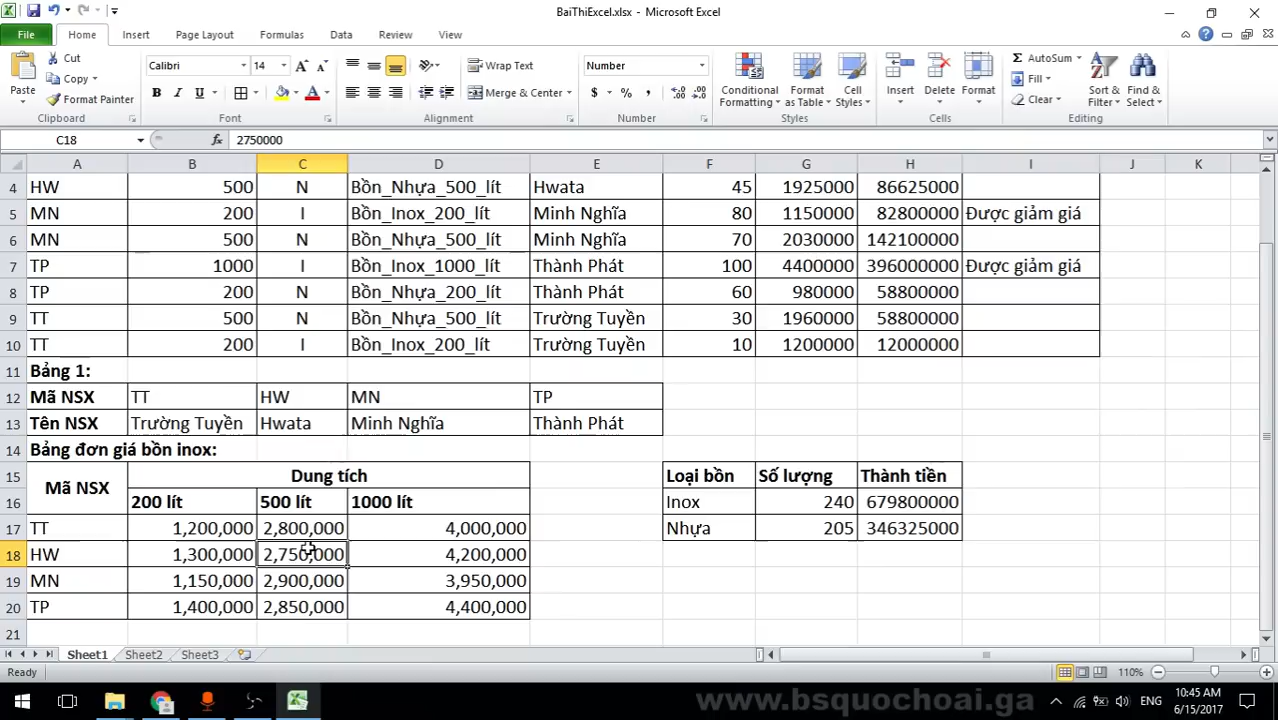 BaiThiExcel.xlsx - Microsoft Excel
File Home Insert Page Layout Formulas Data Review View
Paste Cut Copy Format Painter Clipboard
Calibri 14 A A B I U A Font
Wrap Text Merge & Center Alignment
Number $ % , Number
Conditional Formatting Format as Table Cell Styles Styles
Insert Delete Format Cells
Σ AutoSum Fill Clear Sort & Filter Find & Select Editing
C18 fx 2750000
A B C D E F G H I J K
4 HW 500 N Bồn_Nhựa_500_lít Hwata 45 1925000 86625000
5 MN 200 I Bồn_Inox_200_lít Minh Nghĩa 80 1150000 82800000 Được giảm giá
6 MN 500 N Bồn_Nhựa_500_lít Minh Nghĩa 70 2030000 142100000
7 TP 1000 I Bồn_Inox_1000_lít Thành Phát 100 4400000 396000000 Được giảm giá
8 TP 200 N Bồn_Nhựa_200_lít Thành Phát 60 980000 58800000
9 TT 500 N Bồn_Nhựa_500_lít Trường Tuyền 30 1960000 58800000
10 TT 200 I Bồn_Inox_200_lít Trường Tuyền 10 1200000 12000000
11 Bảng 1:
12 Mã NSX TT HW MN TP
13 Tên NSX Trường Tuyền Hwata Minh Nghĩa Thành Phát
14 Bảng đơn giá bồn inox:
15 Mã NSX Dung tích Loại bồn Số lượng Thành tiền
16 200 lít 500 lít 1000 lít Inox 240 679800000
17 TT 1,200,000 2,800,000 4,000,000 Nhựa 205 346325000
18 HW 1,300,000 2,750,000 4,200,000
19 MN 1,150,000 2,900,000 3,950,000
20 TP 1,400,000 2,850,000 4,400,000
21
Sheet1 Sheet2 Sheet3
Ready 110%
www.bsquochoai.ga
ENG 10:45 AM
6/15/2017